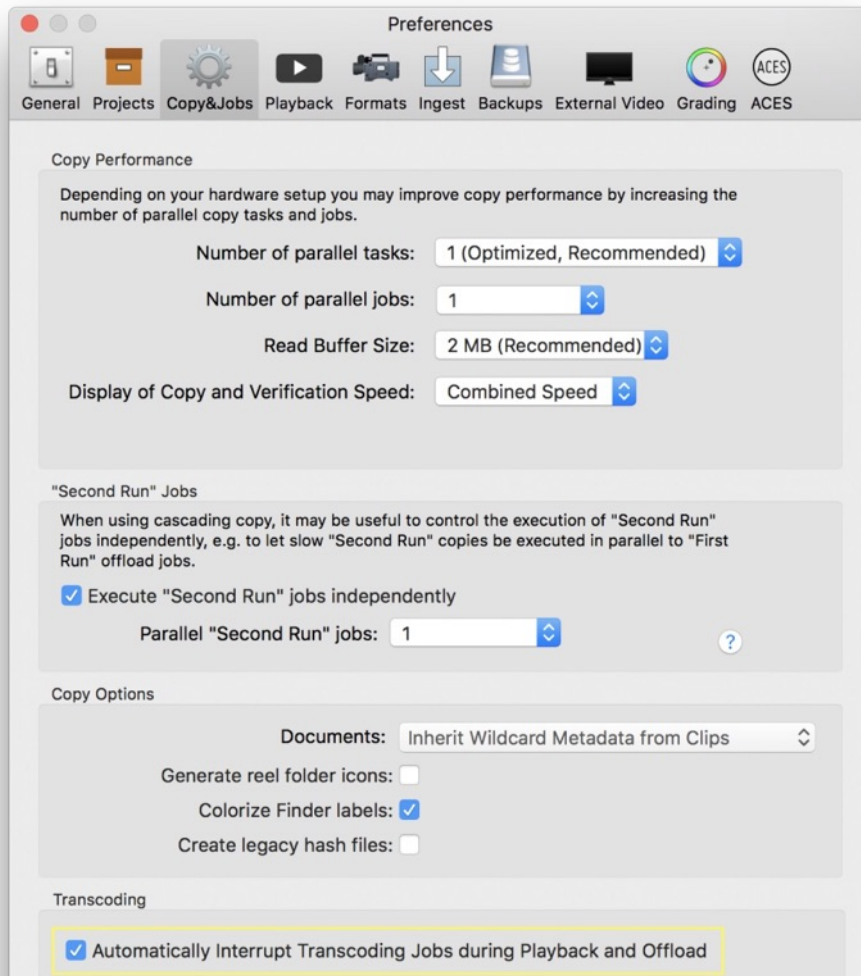 Preferences
General Projects Copy&Jobs Playback Formats Ingest Backups External Video Grading ACES
ACES
Copy Performance
Depending on your hardware setup you may improve copy performance by increasing the
number of parallel copy tasks and jobs.
Number of parallel tasks: 1 (Optimized, Recommended)
Number of parallel jobs: 1
Read Buffer Size: 2 MB (Recommended)
Display of Copy and Verification Speed: Combined Speed
"Second Run" Jobs
When using cascading copy, it may be useful to control the execution of "Second Run"
jobs independently, e.g. to let slow "Second Run" copies be executed in parallel to "First
Run" offload jobs.
Execute "Second Run" jobs independently
Parallel "Second Run" jobs: 1 ?
Copy Options
Documents: Inherit Wildcard Metadata from Clips
Generate reel folder icons:
Colorize Finder labels:
Create legacy hash files:
Transcoding
Automatically Interrupt Transcoding Jobs during Playback and Offload